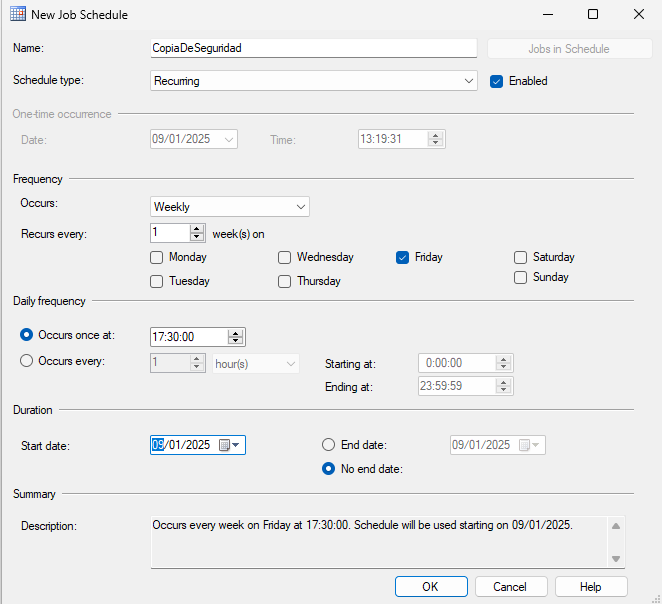 New Job Schedule
Name: CopiaDeSeguridad Jobs in Schedule
Schedule type: Recurring Enabled
One-time occurrence
Date: 09/01/2025 Time: 13:19:31
Frequency
Occurs: Weekly
Recurs every: 1 week(s) on
Monday Wednesday Friday Saturday
Tuesday Thursday Sunday
Daily frequency
Occurs once at: 17:30:00
Occurs every: 1 hour(s) Starting at: 0:00:00
Ending at: 23:59:59
Duration
Start date: 09/01/2025 End date: 09/01/2025
No end date:
Summary
Description: Occurs every week on Friday at 17:30:00. Schedule will be used starting on 09/01/2025.
OK Cancel Help